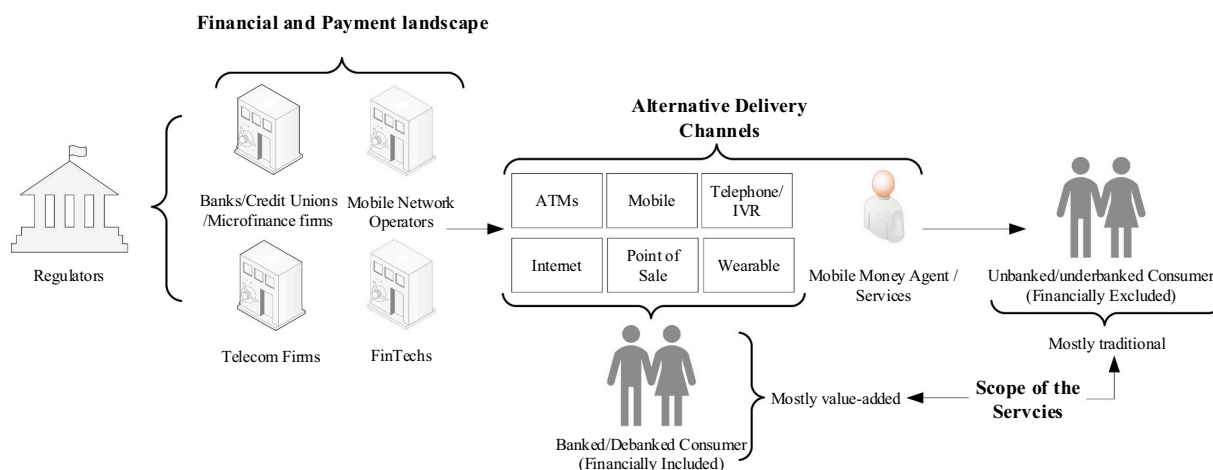 Financial and Payment landscape
Alternative Delivery
Channels
Regulators
Banks/Credit Unions
/Microfinance firms
Mobile Network
Operators
Telecom Firms
FinTechs
ATMs
Mobile
Telephone/
IVR
Internet
Point of
Sale
Wearable
Mobile Money Agent /
Services
Unbanked/underbanked Consumer
(Financially Excluded)
Mostly traditional
Scope of the
Servcies
Mostly value-added
Banked/Debanked Consumer
(Financially Included)